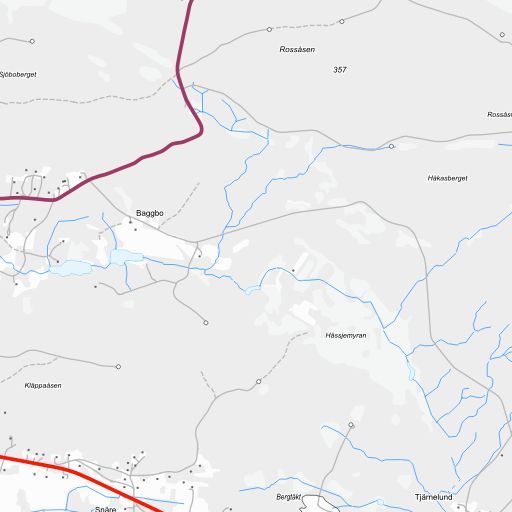 Rossåsen
357
Sjöboberget
Rossåsen
Håkasberget
Baggbo
Hässjemyran
Kläppaåsen
Bergtäkt
Tjärnelund
Snåre